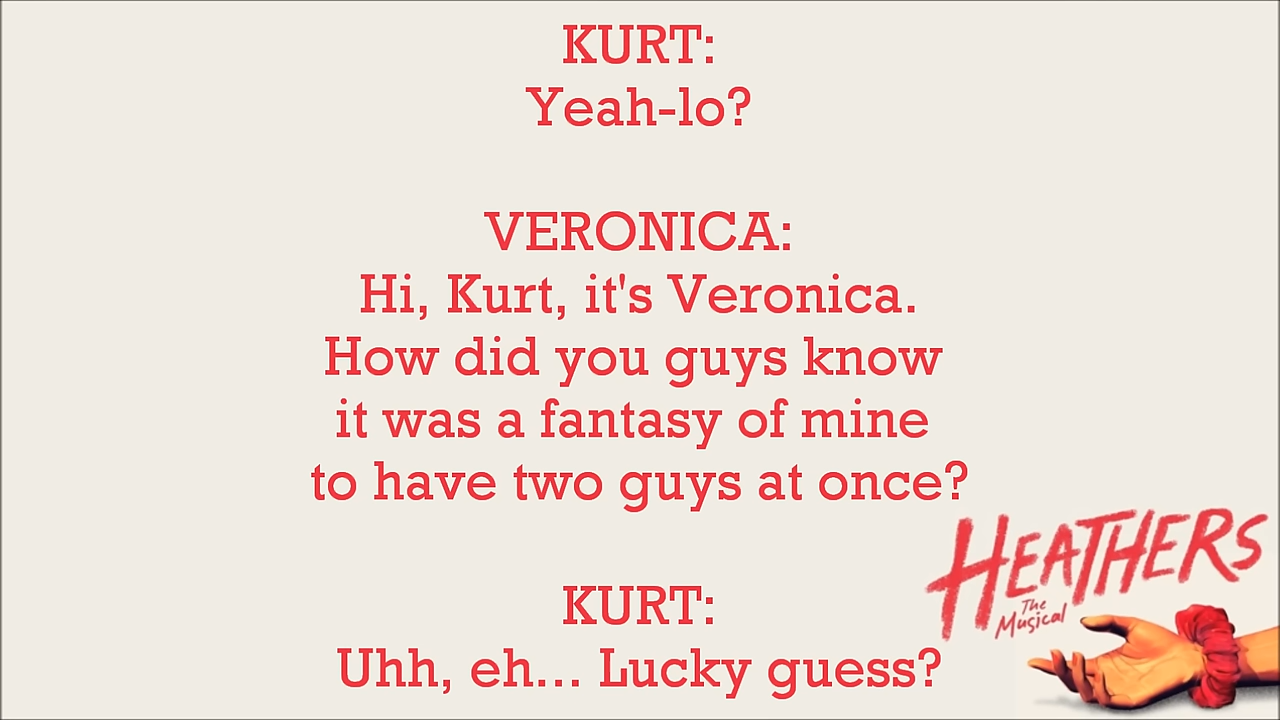 KURT:
Yeah-lo?
VERONICA:
Hi, Kurt, it's Veronica.
How did you guys know
it was a fantasy of mine
to have two guys at once?
KURT:
Uhh, eh... Lucky guess?
HEATHERS
The
Musical